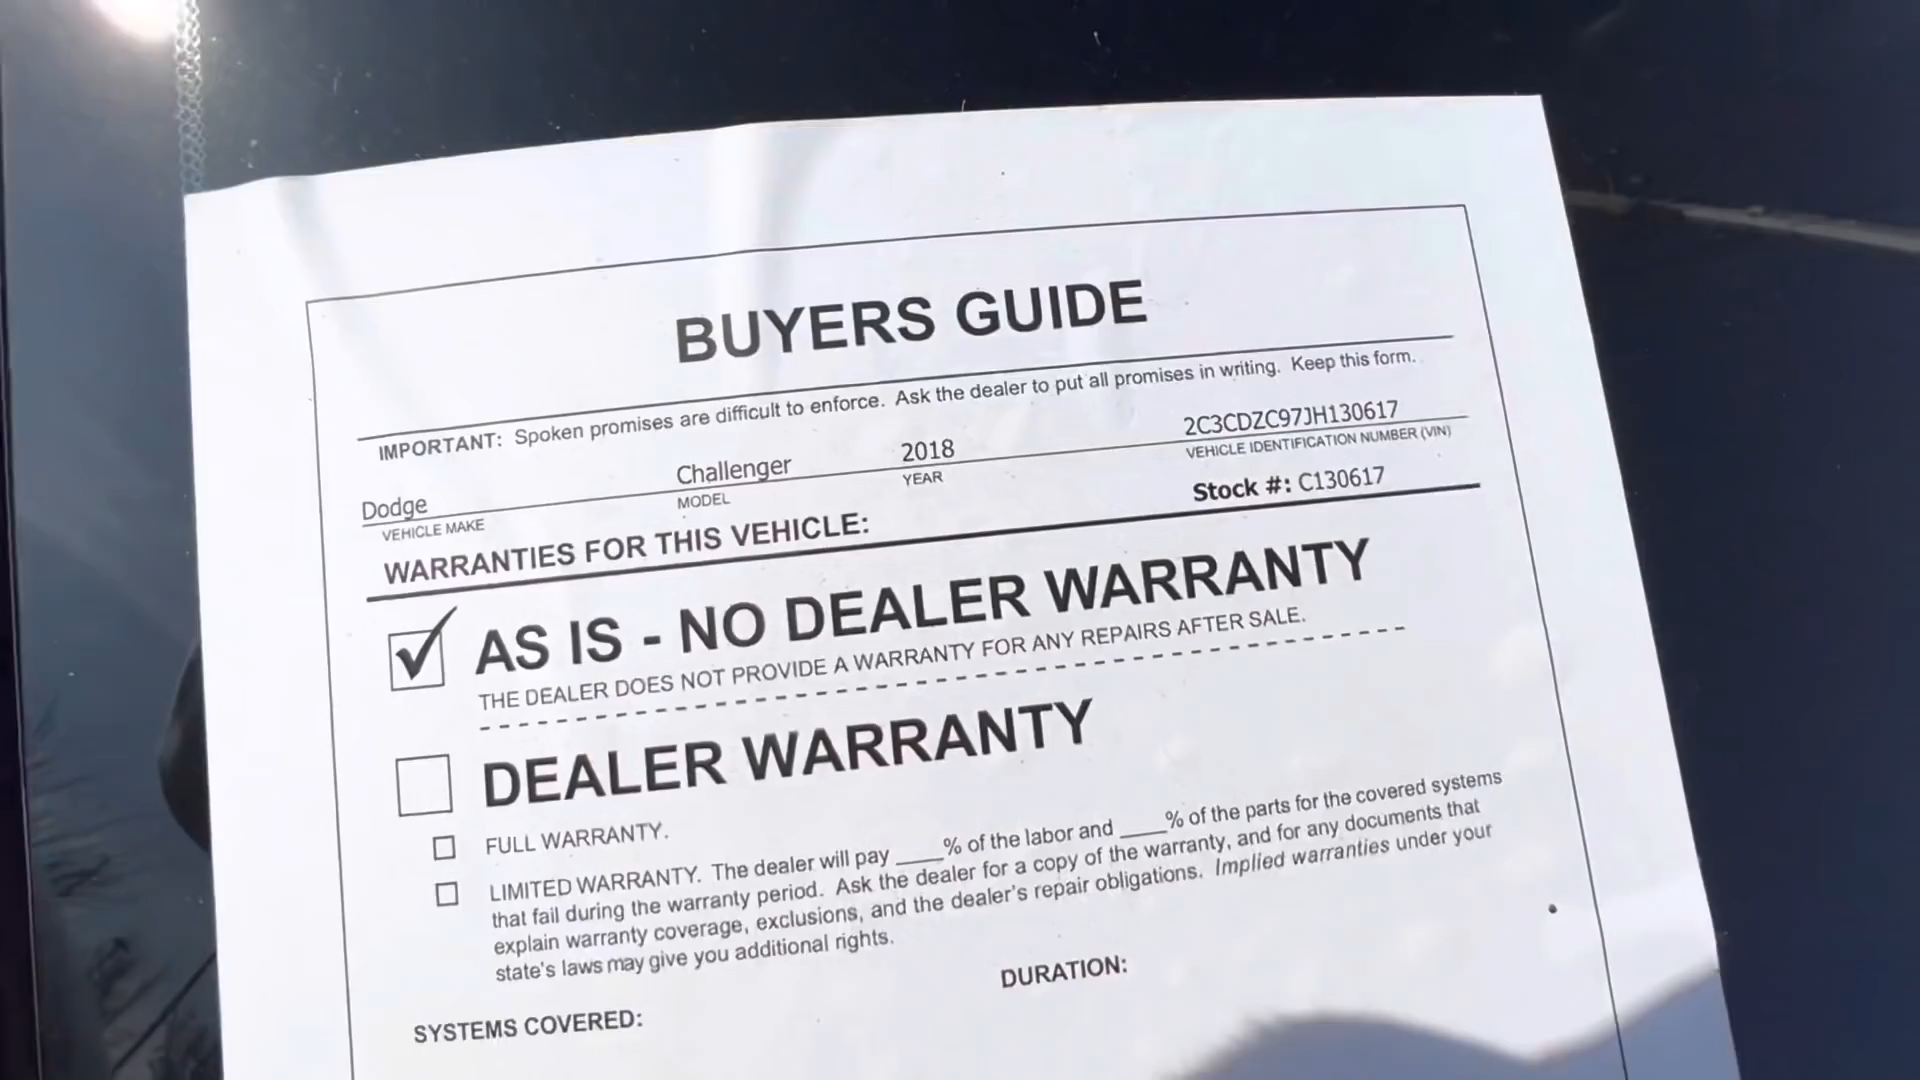 BUYERS GUIDE
IMPORTANT: Spoken promises are difficult to enforce. Ask the dealer to put all promises in writing. Keep this form.
Dodge Challenger 2018 2C3CDZC97JH130617
VEHICLE MAKE MODEL YEAR VEHICLE IDENTIFICATION NUMBER (VIN)
Stock #: C130617
WARRANTIES FOR THIS VEHICLE:
AS IS - NO DEALER WARRANTY
THE DEALER DOES NOT PROVIDE A WARRANTY FOR ANY REPAIRS AFTER SALE.
DEALER WARRANTY
FULL WARRANTY.
LIMITED WARRANTY. The dealer will pay ____% of the labor and ____% of the parts for the covered systems
that fail during the warranty period. Ask the dealer for a copy of the warranty, and for any documents that
explain warranty coverage, exclusions, and the dealer's repair obligations. Implied warranties under your
state's laws may give you additional rights.
SYSTEMS COVERED: DURATION: